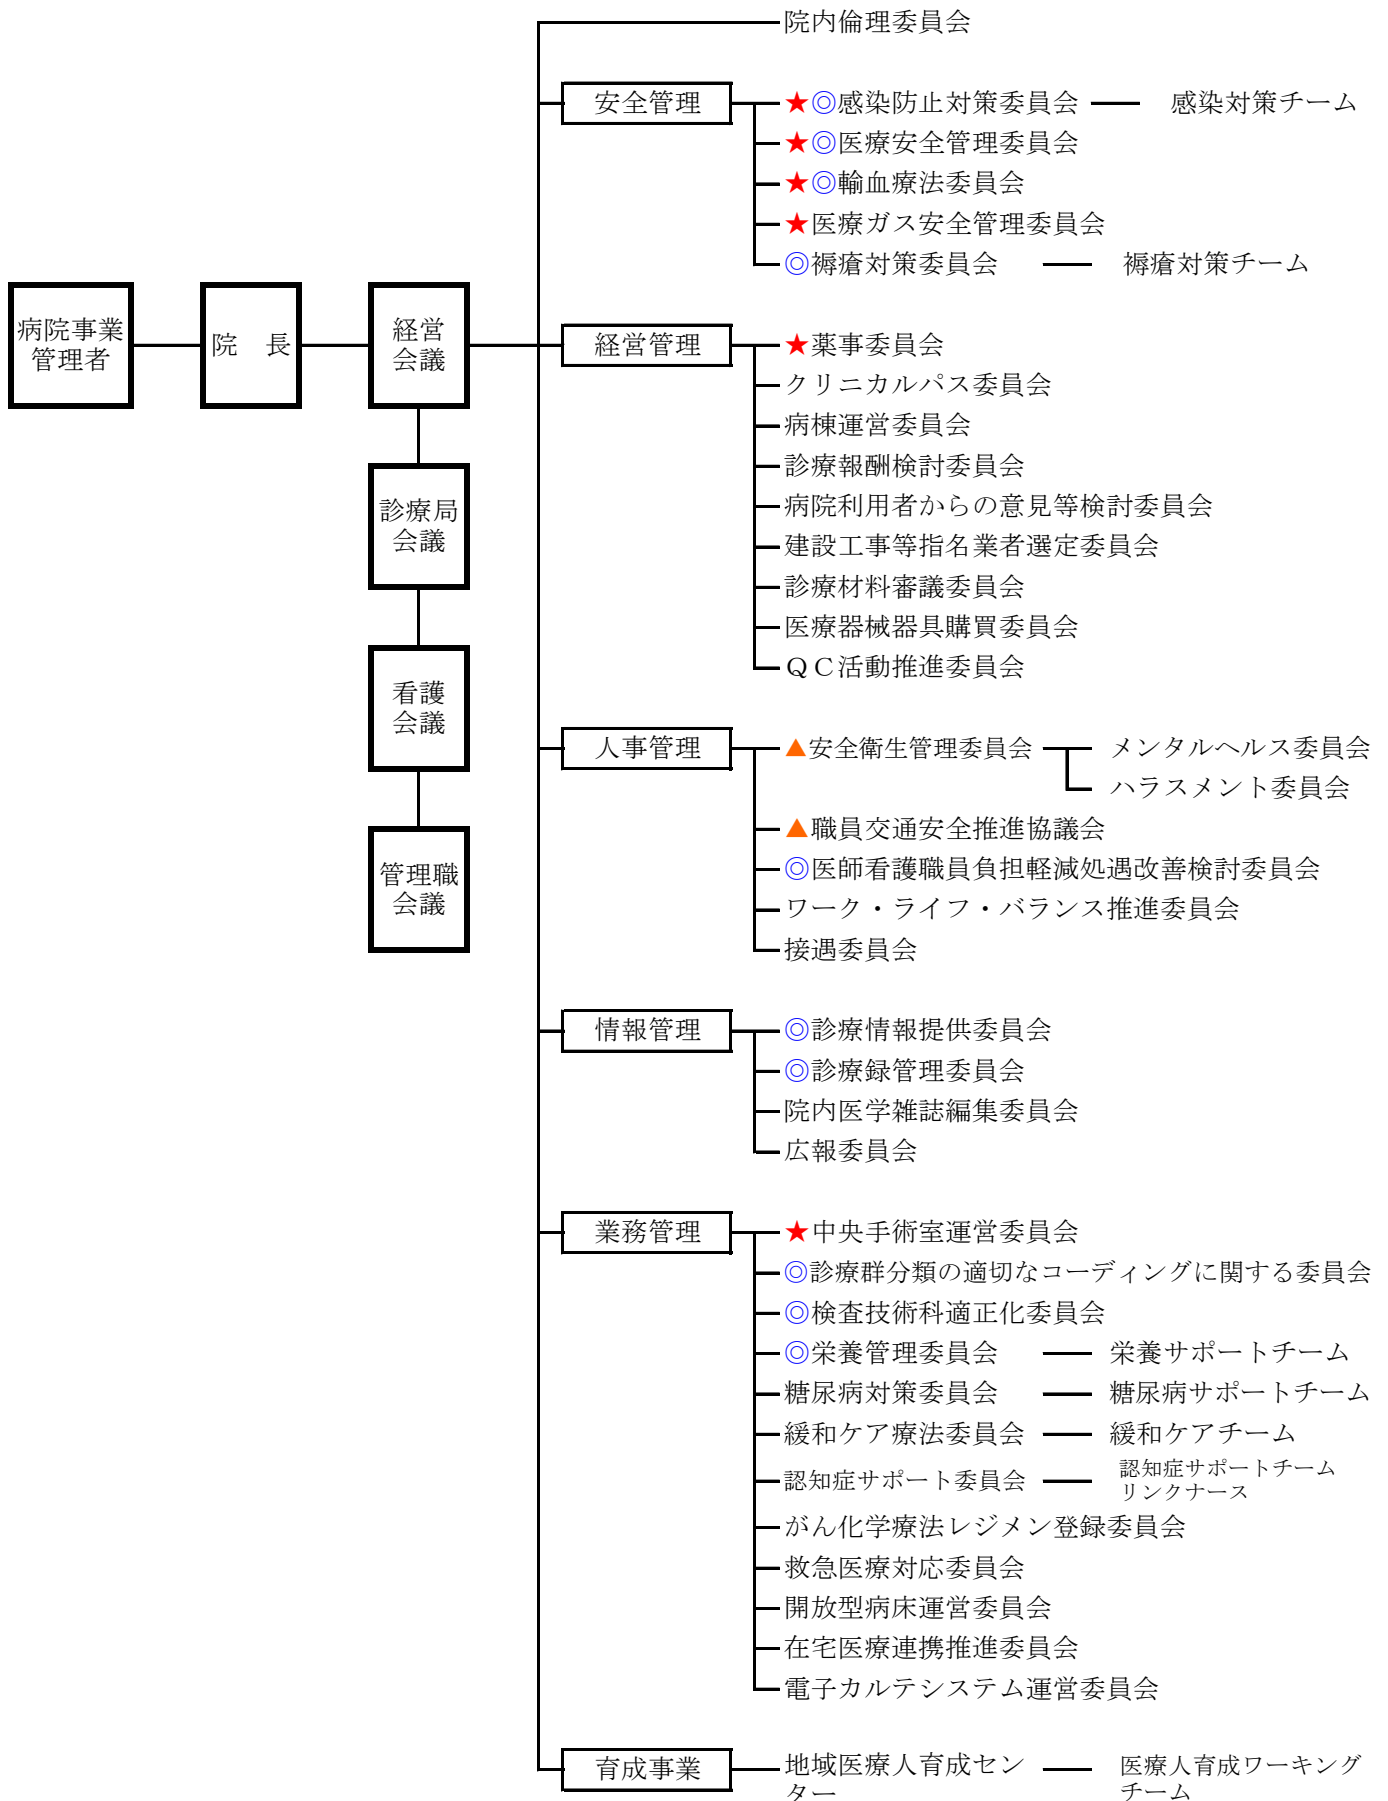 院内倫理委員会
安全管理
★◎感染防止対策委員会
感染対策チーム
★◎医療安全管理委員会
★◎輸血療法委員会
★医療ガス安全管理委員会
◎褥瘡対策委員会
褥瘡対策チーム
病院事業
管理者
院　長
経営
会議
診療局
会議
看護
会議
管理職
会議
経営管理
★薬事委員会
クリニカルパス委員会
病棟運営委員会
診療報酬検討委員会
病院利用者からの意見等検討委員会
建設工事等指名業者選定委員会
診療材料審議委員会
医療器械器具購買委員会
ＱＣ活動推進委員会
人事管理
▲安全衛生管理委員会
メンタルヘルス委員会
ハラスメント委員会
▲職員交通安全推進協議会
◎医師看護職員負担軽減処遇改善検討委員会
ワーク・ライフ・バランス推進委員会
接遇委員会
情報管理
◎診療情報提供委員会
◎診療録管理委員会
院内医学雑誌編集委員会
広報委員会
業務管理
★中央手術室運営委員会
◎診療群分類の適切なコーディングに関する委員会
◎検査技術科適正化委員会
◎栄養管理委員会
栄養サポートチーム
糖尿病対策委員会
糖尿病サポートチーム
緩和ケア療法委員会
緩和ケアチーム
認知症サポート委員会
認知症サポートチーム
リンクナース
がん化学療法レジメン登録委員会
救急医療対応委員会
開放型病床運営委員会
在宅医療連携推進委員会
電子カルテシステム運営委員会
育成事業
地域医療人育成セン
ター
医療人育成ワーキング
チーム